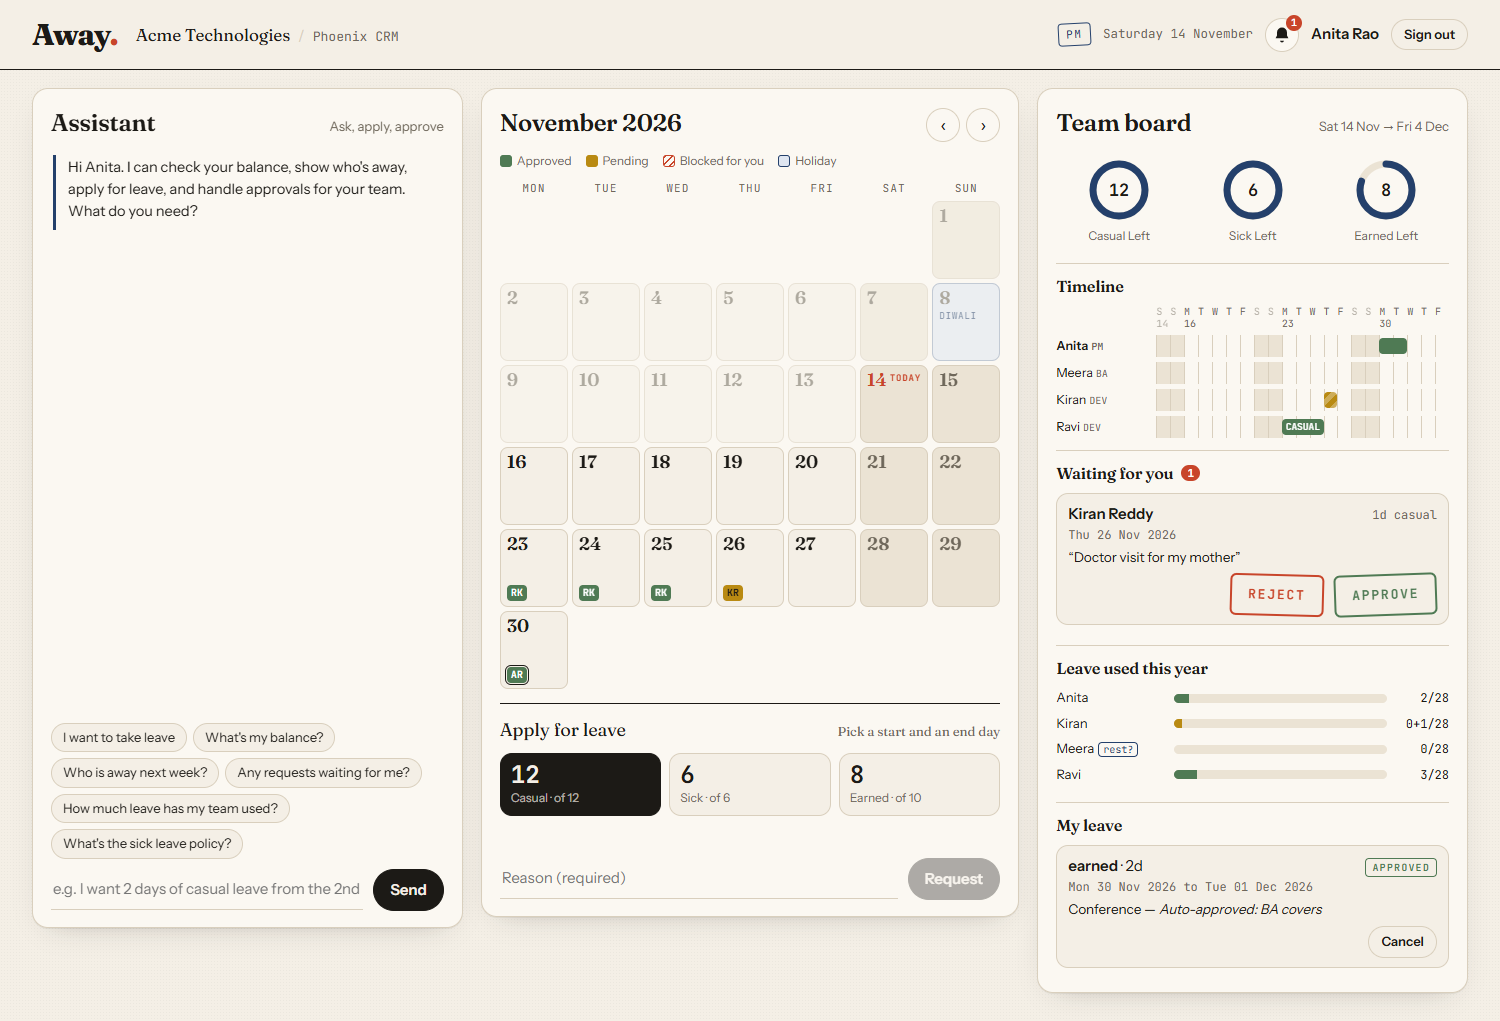 Away. Acme Technologies / Phoenix CRM
PM Saturday 14 November 1 Anita Rao Sign out
Assistant Ask, apply, approve
Hi Anita. I can check your balance, show who's away,
apply for leave, and handle approvals for your team.
What do you need?
I want to take leave What's my balance?
Who is away next week? Any requests waiting for me?
How much leave has my team used?
What's the sick leave policy?
e.g. I want 2 days of casual leave from the 2nd Send
November 2026 ‹ ›
Approved Pending Blocked for you Holiday
MON TUE WED THU FRI SAT SUN
1
2 3 4 5 6 7 8
DIWALI
9 10 11 12 13 14 TODAY 15
16 17 18 19 20 21 22
23 24 25 26 27 28 29
RK RK RK KR
30
AR
Apply for leave Pick a start and an end day
12 6 8
Casual · of 12 Sick · of 6 Earned · of 10
Reason (required) Request
Team board Sat 14 Nov → Fri 4 Dec
12 6 8
Casual Left Sick Left Earned Left
Timeline
S S M T W T F S S M T W T F S S M T W T F
14 16 23 30
Anita PM
Meera BA
Kiran DEV
Ravi DEV CASUAL
Waiting for you 1
Kiran Reddy 1d casual
Thu 26 Nov 2026
“Doctor visit for my mother”
REJECT APPROVE
Leave used this year
Anita 2/28
Kiran 0+1/28
Meera rest? 0/28
Ravi 3/28
My leave
earned · 2d APPROVED
Mon 30 Nov 2026 to Tue 01 Dec 2026
Conference — Auto-approved: BA covers
Cancel